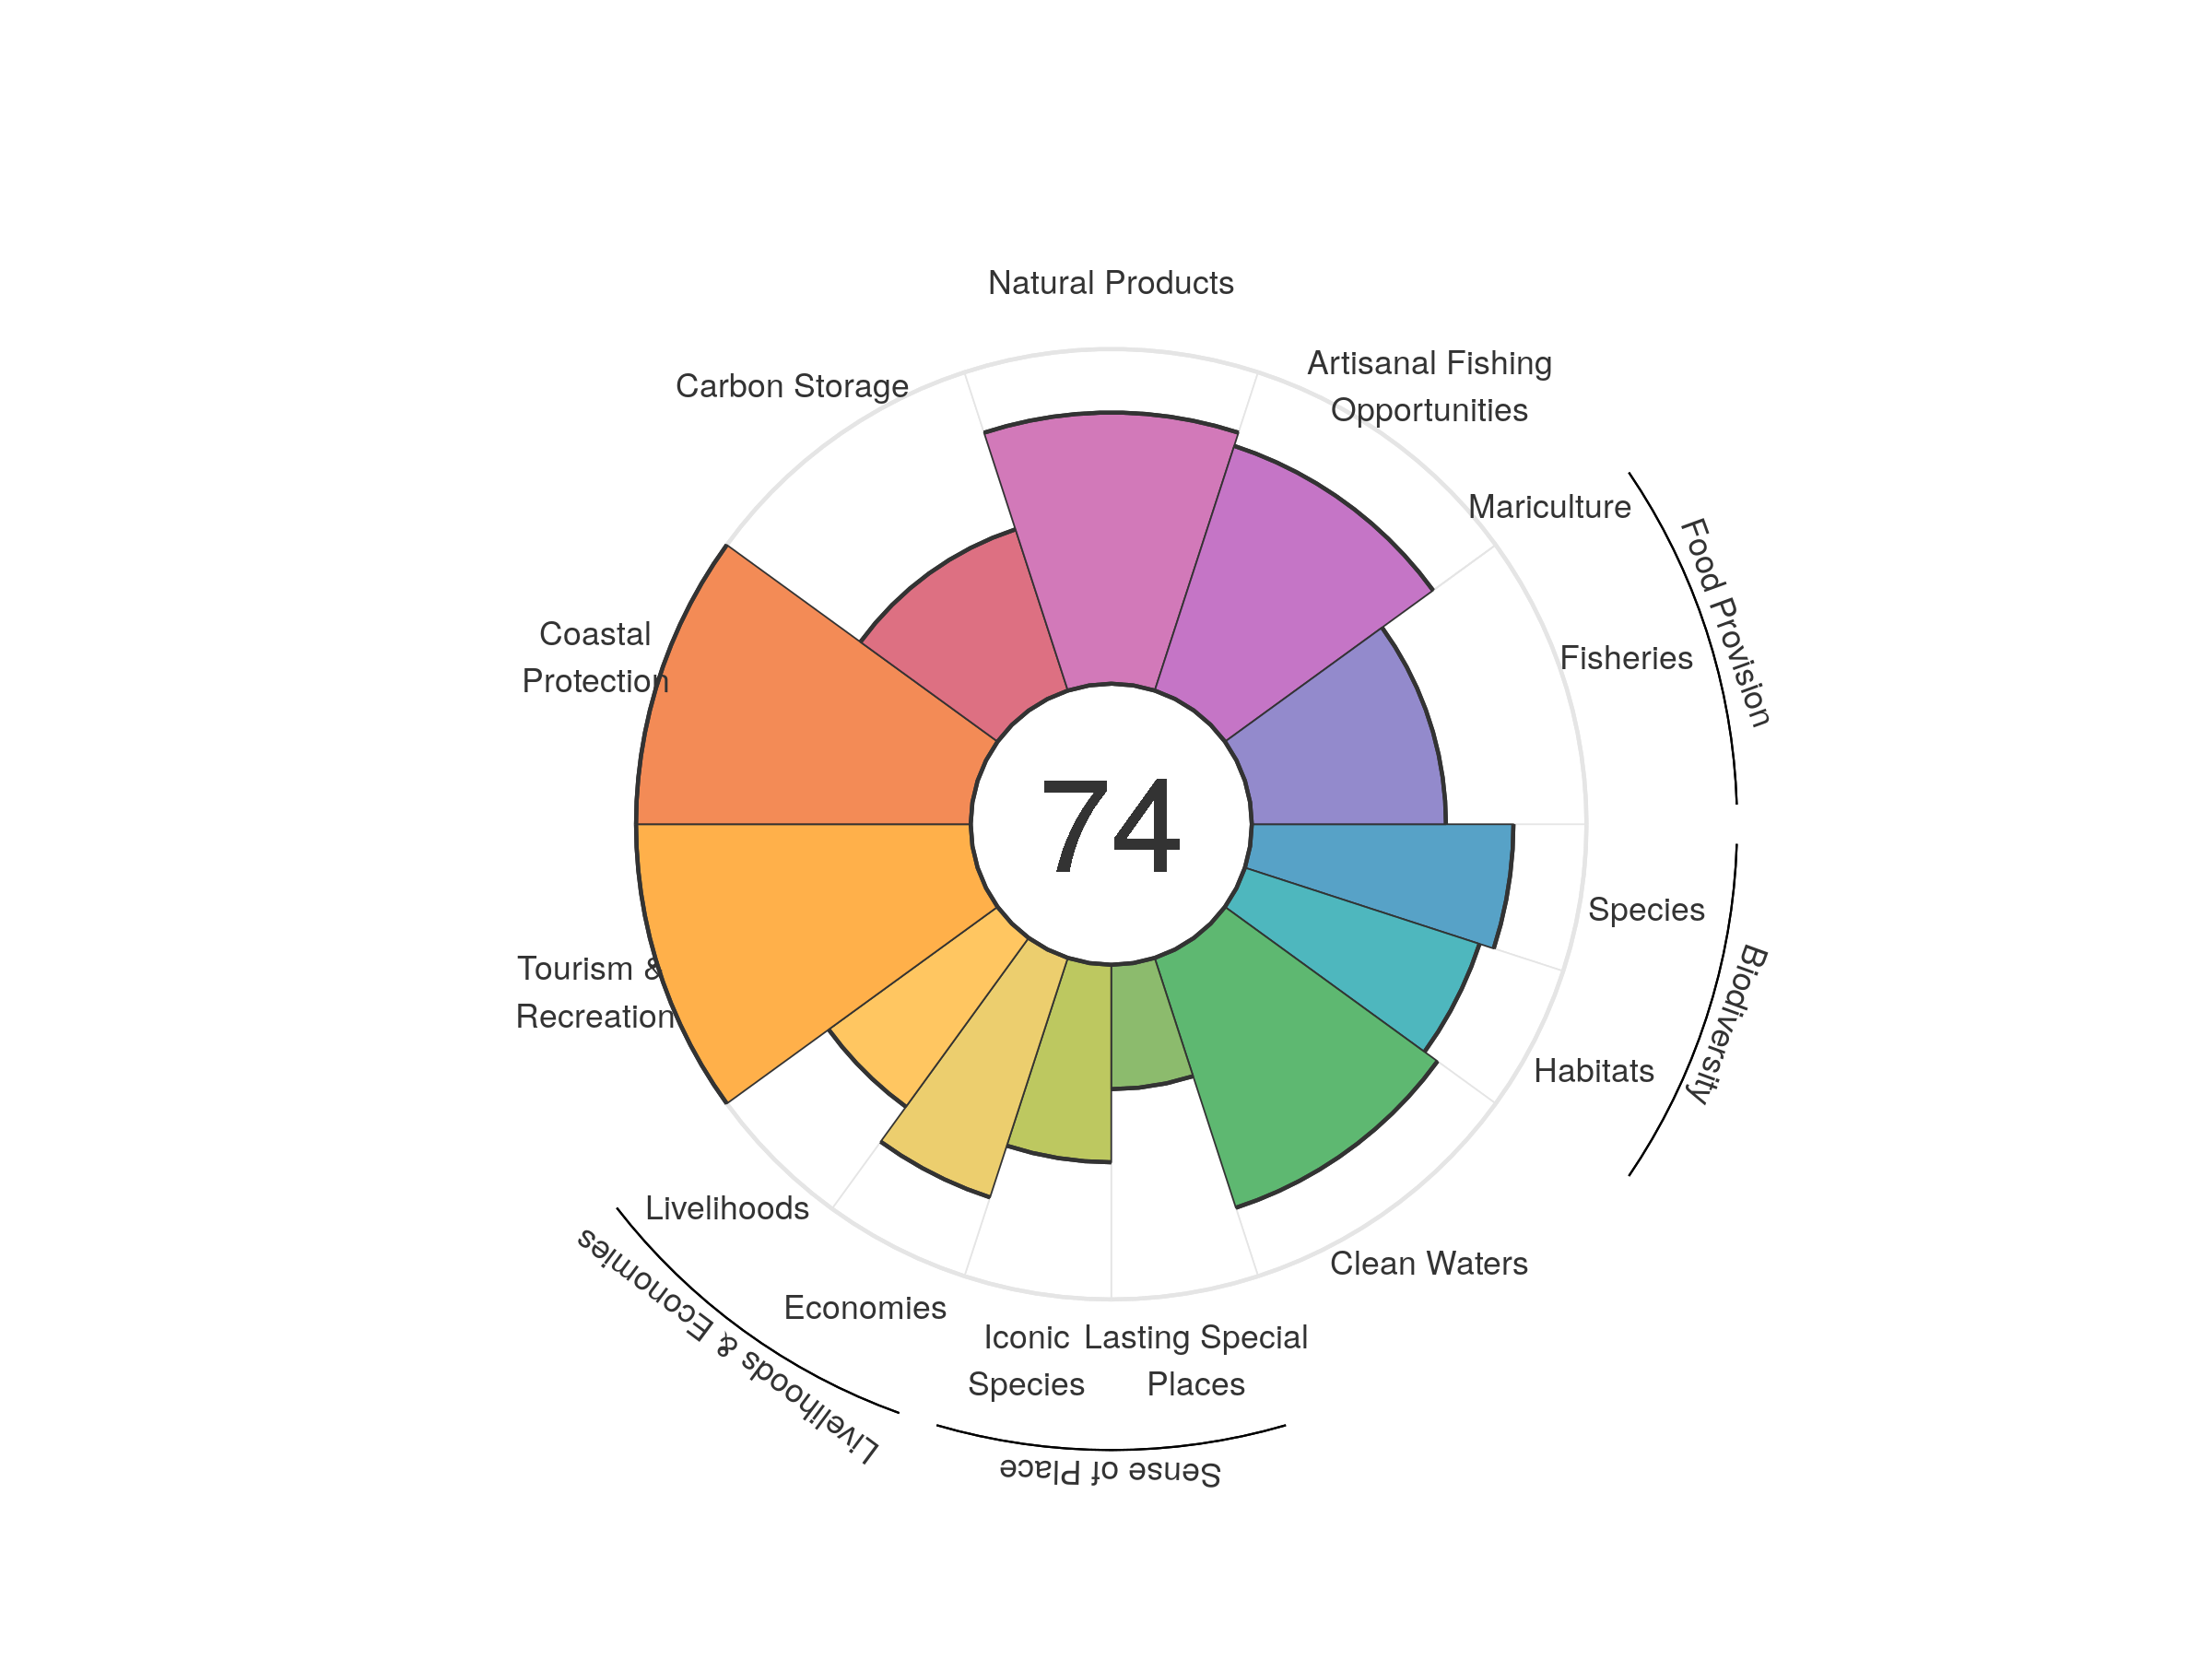 Natural Products
Artisanal Fishing
Opportunities
Carbon Storage
Mariculture
Food Provision
Fisheries
Coastal
Protection
74
Species
Biodiversity
Tourism &
Recreation
Habitats
Livelihoods
Clean Waters
Livelihoods & Economies
Economies
Iconic
Species
Lasting Special
Places
Sense of Place